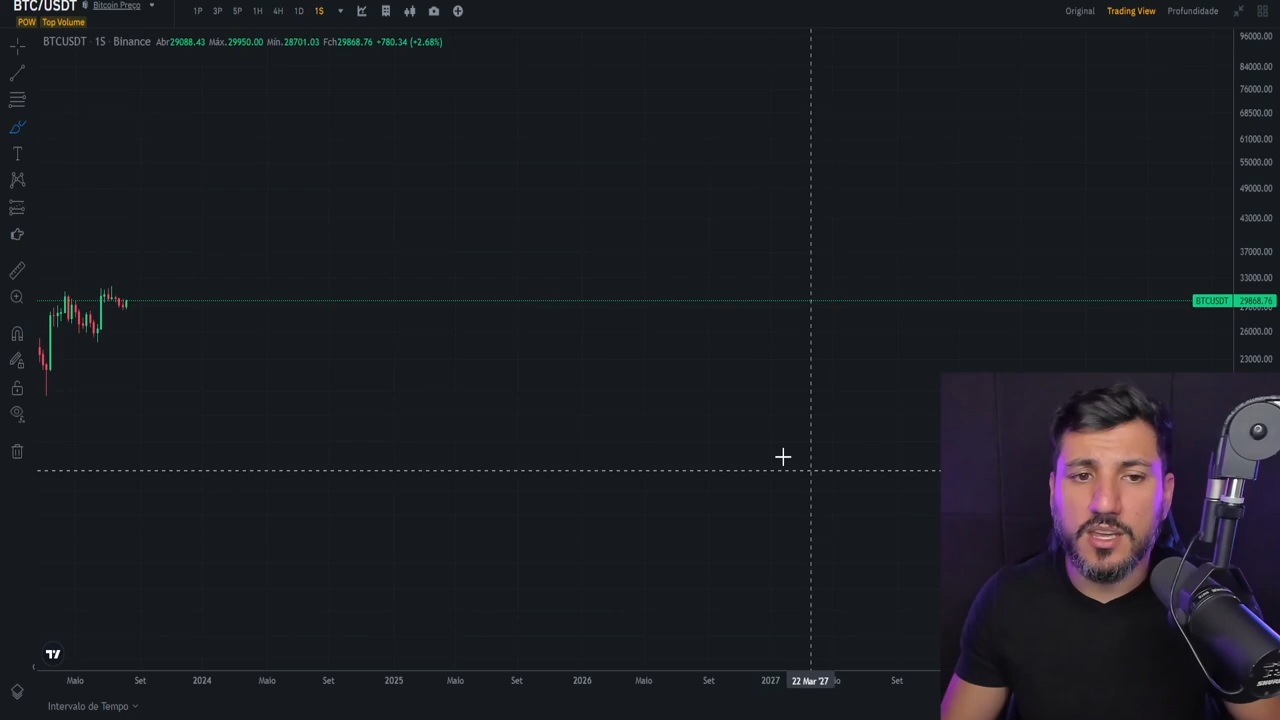 BTC/USDT Bitcoin Preço
POW Top Volume
1P 3P 5P 1H 4H 1D 1S
Original Trading View Profundidade
BTCUSDT · 1S · Binance Abr29088.43 Máx.29950.00 Mín.28701.03 Fch29868.76 +780.34 (+2.68%)
96000.00
84000.00
76000.00
68500.00
61000.00
55000.00
49000.00
43000.00
37000.00
33000.00
BTCUSDT 29868.76
26000.00
23000.00
Maio Set 2024 Maio Set 2025 Maio Set 2026 Maio Set 2027 22 Mar '27 Set
Intervalo de Tempo